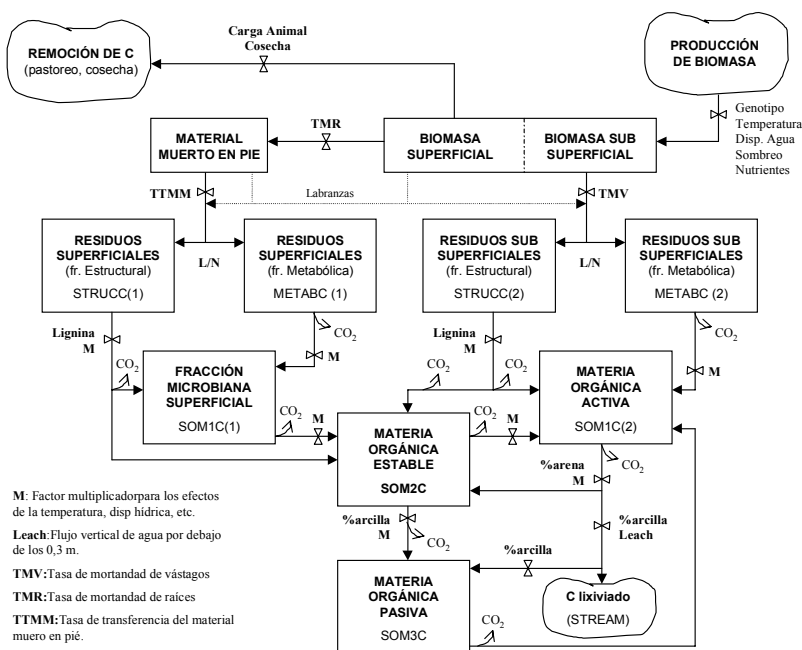 Carga Animal
Cosecha
REMOCIÓN DE C
(pastoreo, cosecha)
PRODUCCIÓN
DE BIOMASA
Genotipo
Temperatura
Disp. Agua
Sombreo
Nutrientes
MATERIAL
MUERTO EN PIE
TMR
BIOMASA
SUPERFICIAL
BIOMASA SUB
SUPERFICIAL
TTMM
Labranzas
TMV
RESIDUOS
SUPERFICIALES
(fr. Estructural)
STRUCC(1)
L/N
RESIDUOS
SUPERFICIALES
(fr. Metabólica)
METABC (1)
RESIDUOS SUB
SUPERFICIALES
(fr. Estructural)
STRUCC(2)
L/N
RESIDUOS SUB
SUPERFICIALES
(fr. Metabólica)
METABC (2)
Lignina
M
CO2
M
Lignina
M
CO2
M
CO2
FRACCIÓN
MICROBIANA
SUPERFICIAL
SOM1C(1)
CO2
CO2
MATERIA
ORGÁNICA
ACTIVA
SOM1C(2)
CO2
M
MATERIA
ORGÁNICA
ESTABLE
SOM2C
CO2
M
%arena
M
CO2
%arcilla
M
CO2
%arcilla
Leach
%arcilla
MATERIA
ORGÁNICA
PASIVA
SOM3C
CO2
C lixiviado
(STREAM)
M: Factor multiplicadorpara los efectos
de la temperatura, disp hídrica, etc.
Leach:Flujo vertical de agua por debajo
de los 0,3 m.
TMV:Tasa de mortandad de vástagos
TMR:Tasa de mortandad de raíces
TTMM:Tasa de transferencia del material
muero en pié.